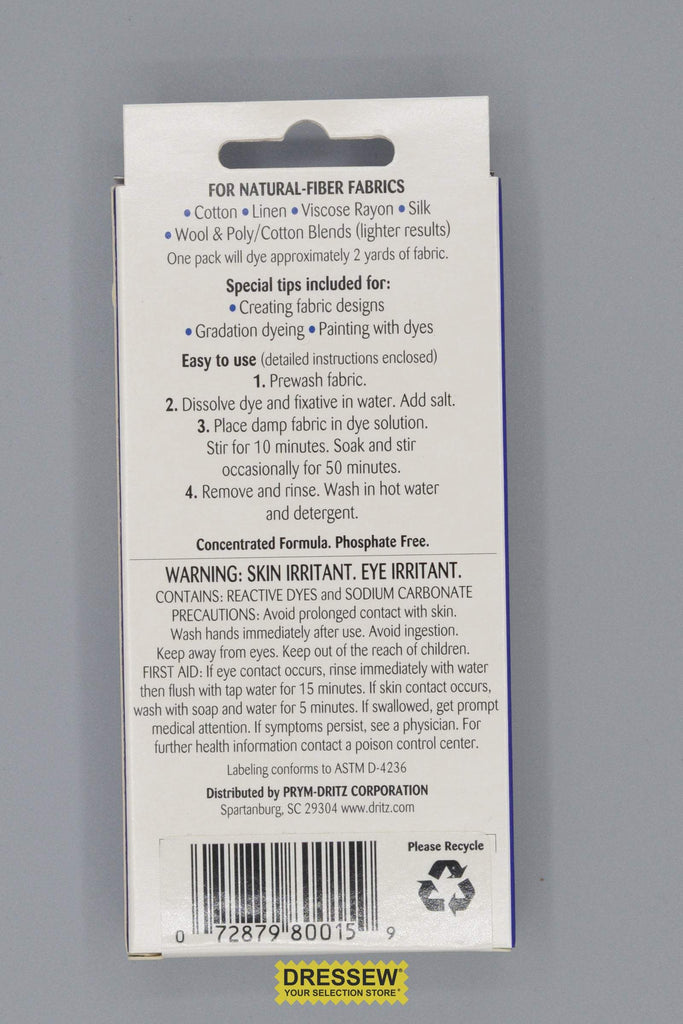 FOR NATURAL-FIBER FABRICS
• Cotton • Linen • Viscose Rayon • Silk
• Wool & Poly/Cotton Blends (lighter results)
One pack will dye approximately 2 yards of fabric.
Special tips included for:
• Creating fabric designs
• Gradation dyeing • Painting with dyes
Easy to use (detailed instructions enclosed)
1. Prewash fabric.
2. Dissolve dye and fixative in water. Add salt.
3. Place damp fabric in dye solution.
Stir for 10 minutes. Soak and stir
occasionally for 50 minutes.
4. Remove and rinse. Wash in hot water
and detergent.
Concentrated Formula. Phosphate Free.
WARNING: SKIN IRRITANT. EYE IRRITANT.
CONTAINS: REACTIVE DYES and SODIUM CARBONATE
PRECAUTIONS: Avoid prolonged contact with skin.
Wash hands immediately after use. Avoid ingestion.
Keep away from eyes. Keep out of the reach of children.
FIRST AID: If eye contact occurs, rinse immediately with water
then flush with tap water for 15 minutes. If skin contact occurs,
wash with soap and water for 5 minutes. If swallowed, get prompt
medical attention. If symptoms persist, see a physician. For
further health information contact a poison control center.
Labeling conforms to ASTM D-4236
Distributed by PRYM-DRITZ CORPORATION
Spartanburg, SC 29304 www.dritz.com
Please Recycle
0 72879 80015 9
DRESSEW®
YOUR SELECTION STORE®